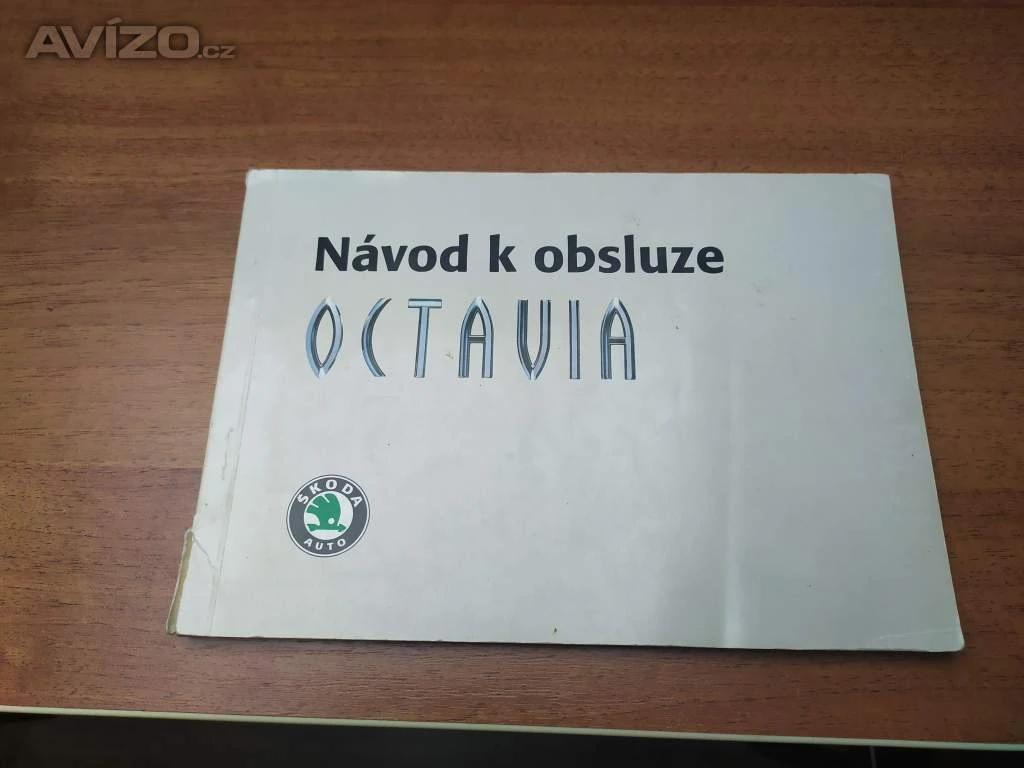 AVÍZO.cz
Návod k obsluze
OCTAVIA
ŠKODA
AUTO